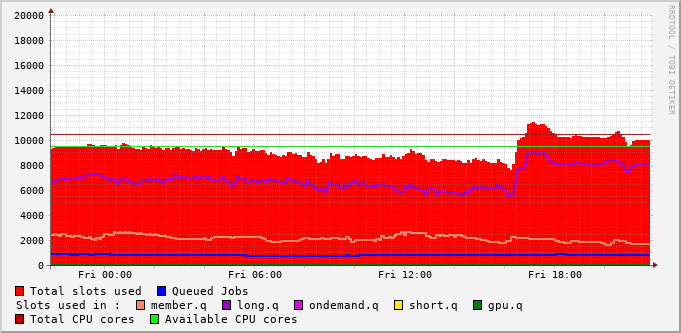 RRDTOOL / TOBI OETIKER
20000
18000
16000
14000
12000
10000
8000
6000
4000
2000
0
Fri 00:00 Fri 06:00 Fri 12:00 Fri 18:00
Total slots used Queued Jobs
Slots used in : member.q long.q ondemand.q short.q gpu.q
Total CPU cores Available CPU cores